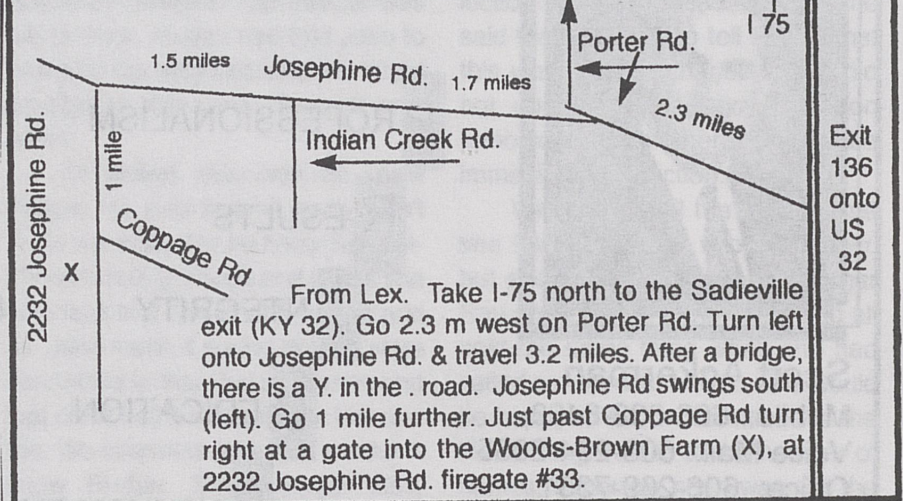 I 75
Porter Rd.
1.5 miles
Josephine Rd.
1.7 miles
2.3 miles
Indian Creek Rd.
Exit
136
onto
US
32
2232 Josephine Rd.
1 mile
X
Coppage Rd
From Lex. Take I-75 north to the Sadieville
exit (KY 32). Go 2.3 m west on Porter Rd. Turn left
onto Josephine Rd. & travel 3.2 miles. After a bridge,
there is a Y. in the . road. Josephine Rd swings south
(left). Go 1 mile further. Just past Coppage Rd turn
right at a gate into the Woods-Brown Farm (X), at
2232 Josephine Rd. firegate #33.
PROFESSIONALISM
RESULTS
INTEGRITY
EDUCATION